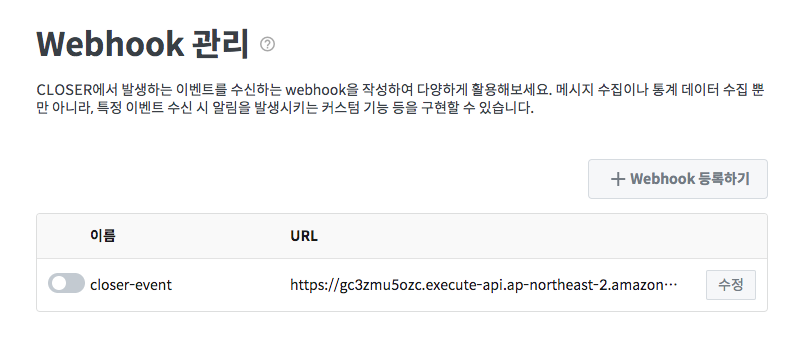 Webhook 관리 ?
CLOSER에서 발생하는 이벤트를 수신하는 webhook을 작성하여 다양하게 활용해보세요. 메시지 수집이나 통계 데이터 수집 뿐
만 아니라, 특정 이벤트 수신 시 알림을 발생시키는 커스텀 기능 등을 구현할 수 있습니다.
+ Webhook 등록하기
이름 URL
closer-event https://gc3zmu5ozc.execute-api.ap-northeast-2.amazon··· 수정